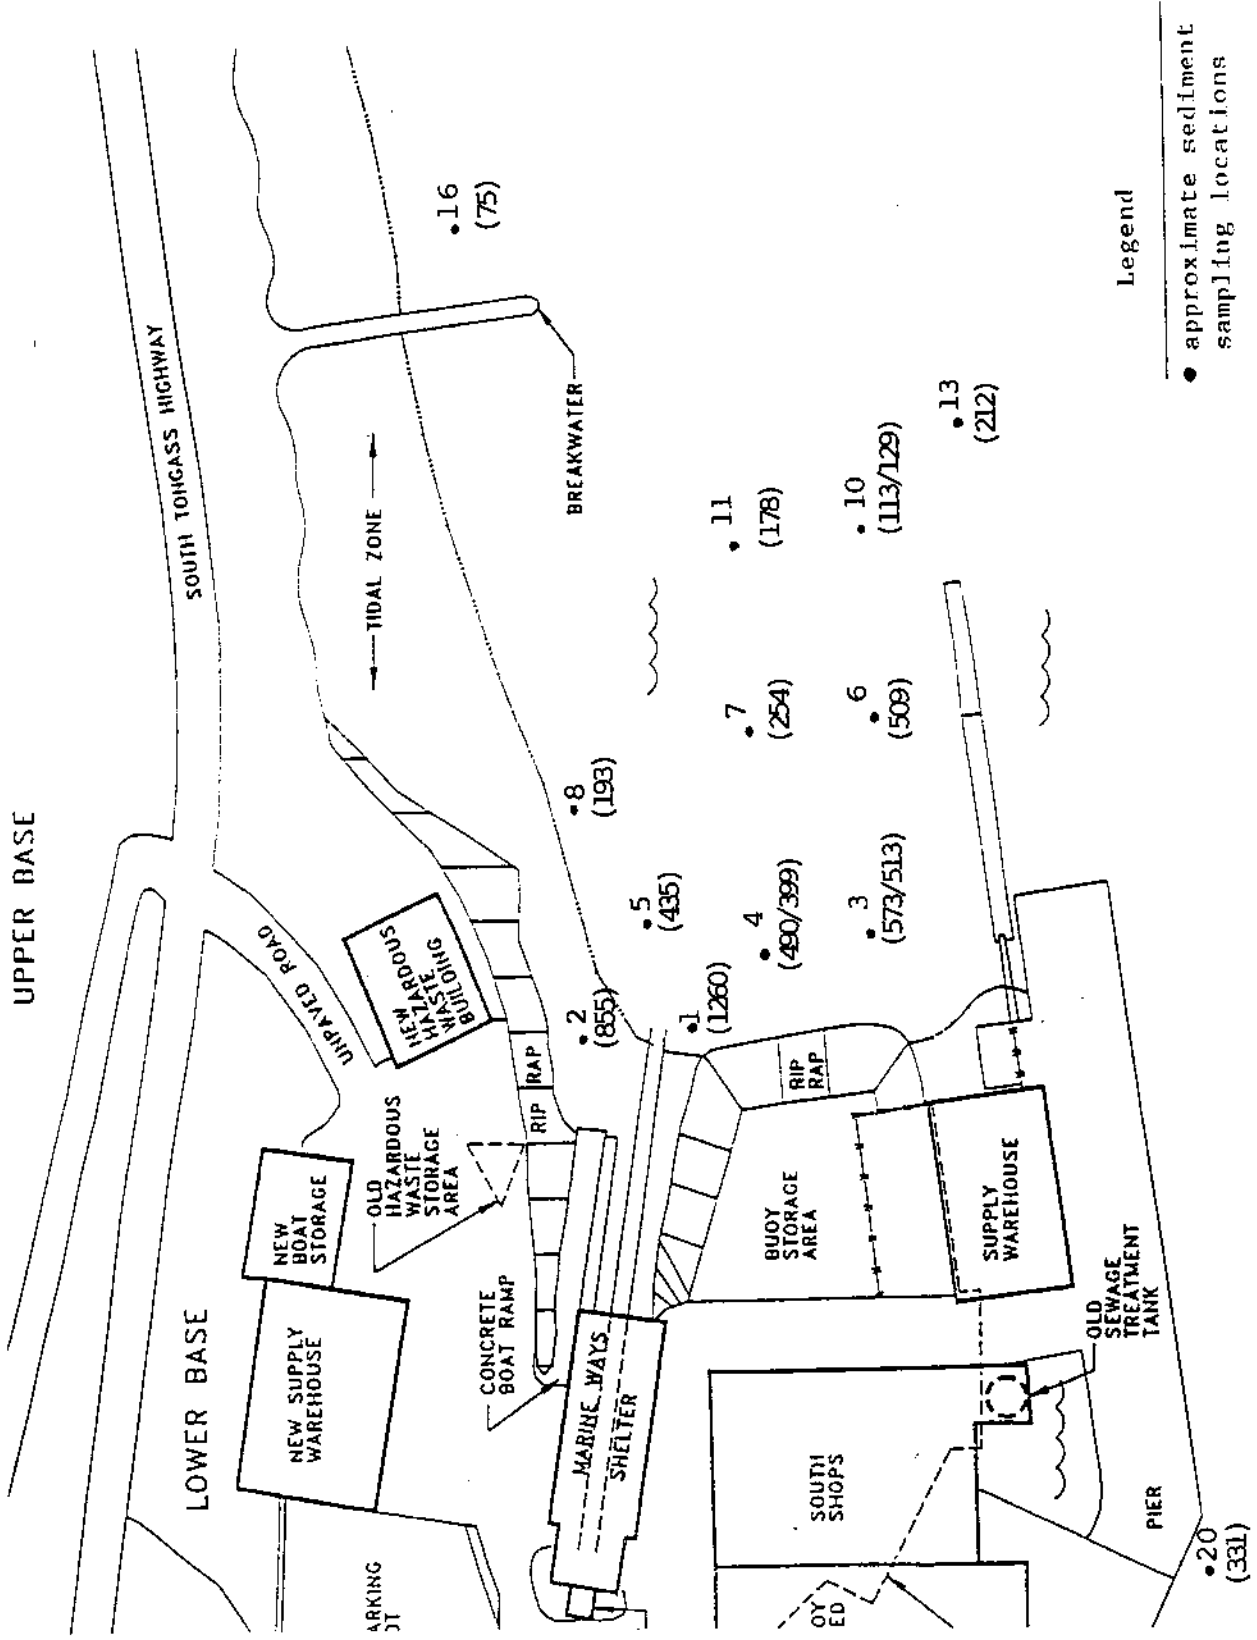 UPPER BASE
SOUTH TONGASS HIGHWAY
LOWER BASE
UNPAVED ROAD
NEW
HAZARDOUS
WASTE
BUILDING
NEW
BOAT
STORAGE
NEW SUPPLY
WAREHOUSE
OLD
HAZARDOUS
WASTE
STORAGE
AREA
RIP RAP
TIDAL ZONE
BREAKWATER
CONCRETE
BOAT RAMP
MARINE WAYS
SHELTER
ARKING
OT
16
(75)
8
(193)
5
(435)
2
(855)
1
(1260)
11
(178)
7
(254)
4
(490/399)
10
(113/129)
6
(509)
3
(573/513)
13
(212)
RIP
RAP
BUOY
STORAGE
AREA
SUPPLY
WAREHOUSE
SOUTH
SHOPS
OY
ED
OLD
SEWAGE
TREATMENT
TANK
PIER
20
(331)
Legend
approximate sediment
sampling locations